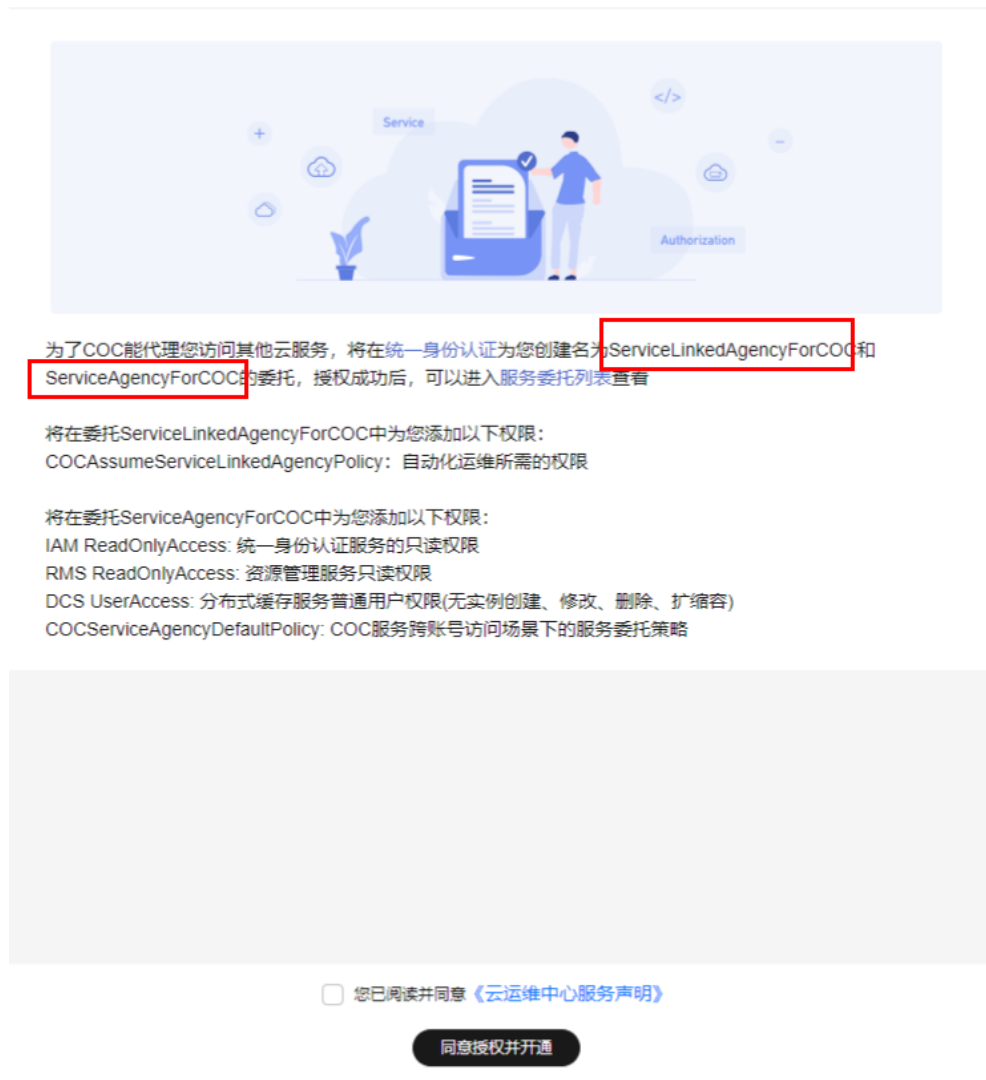 </>
Service
Authorization
为了COC能代理您访问其他云服务，将在统一身份认证为您创建名为ServiceLinkedAgencyForCOC和
ServiceAgencyForCOC的委托，授权成功后，可以进入服务委托列表查看
将在委托ServiceLinkedAgencyForCOC中为您添加以下权限：
COCAssumeServiceLinkedAgencyPolicy：自动化运维所需的权限
将在委托ServiceAgencyForCOC中为您添加以下权限：
IAM ReadOnlyAccess: 统一身份认证服务的只读权限
RMS ReadOnlyAccess: 资源管理服务只读权限
DCS UserAccess: 分布式缓存服务普通用户权限(无实例创建、修改、删除、扩缩容)
COCServiceAgencyDefaultPolicy: COC服务跨账号访问场景下的服务委托策略
您已阅读并同意《云运维中心服务声明》
同意授权并开通